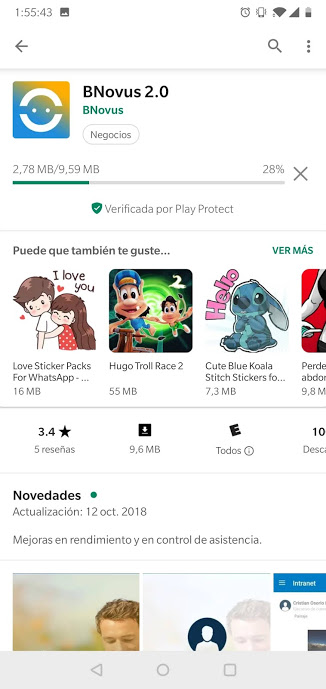 1:55:43
BNovus 2.0
BNovus
Negocios
2,78 MB/9,59 MB 28%
Verificada por Play Protect
Puede que también te guste... VER MÁS
I love you
2
Hello
Love Sticker Packs
For WhatsApp - ...
16 MB
Hugo Troll Race 2
55 MB
Cute Blue Koala
Stitch Stickers fo...
7,3 MB
Perde
abdor
9,8 M
3.4 ★
5 reseñas
9,6 MB
E
Todos
10
Desca
Novedades
Actualización: 12 oct. 2018
Mejoras en rendimiento y en control de asistencia.
Intranet